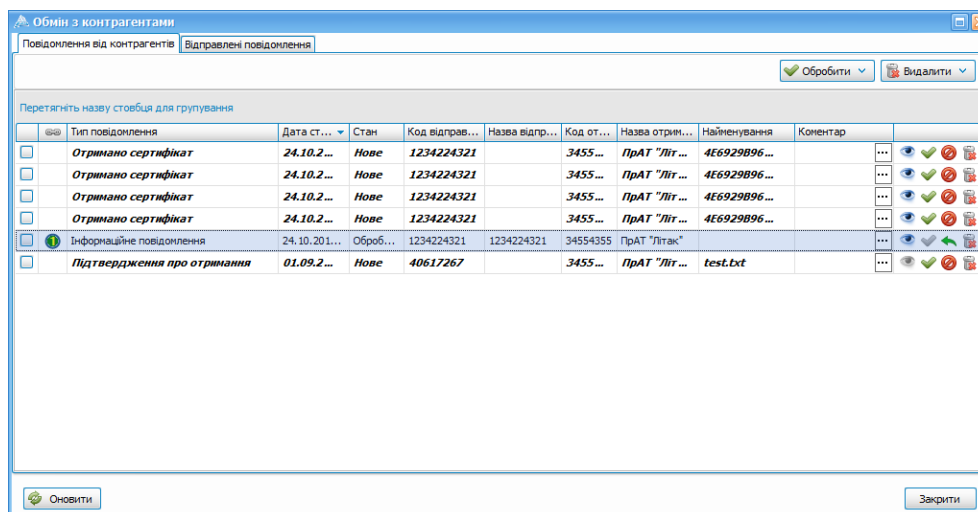 Обмін з контрагентами
Повідомлення від контрагентів Відправлені повідомлення
Обробити Видалити
Перетягніть назву стовбця для групування
Тип повідомлення Дата ст... Стан Код відправ... Назва відпр... Код от... Назва отрим... Найменування Коментар
Отримано сертифікат 24.10.2... Нове 1234224321 3455... ПрАТ "Літ... 4E6929B96... ...
Отримано сертифікат 24.10.2... Нове 1234224321 3455... ПрАТ "Літ... 4E6929B96... ...
Отримано сертифікат 24.10.2... Нове 1234224321 3455... ПрАТ "Літ... 4E6929B96... ...
Отримано сертифікат 24.10.2... Нове 1234224321 3455... ПрАТ "Літ... 4E6929B96... ...
1 Інформаційне повідомлення 24.10.201... Оброб... 1234224321 1234224321 34554355 ПрАТ "Літак" ...
Підтвердження про отримання 01.09.2... Нове 40617267 3455... ПрАТ "Літ... test.txt ...
Оновити Закрити